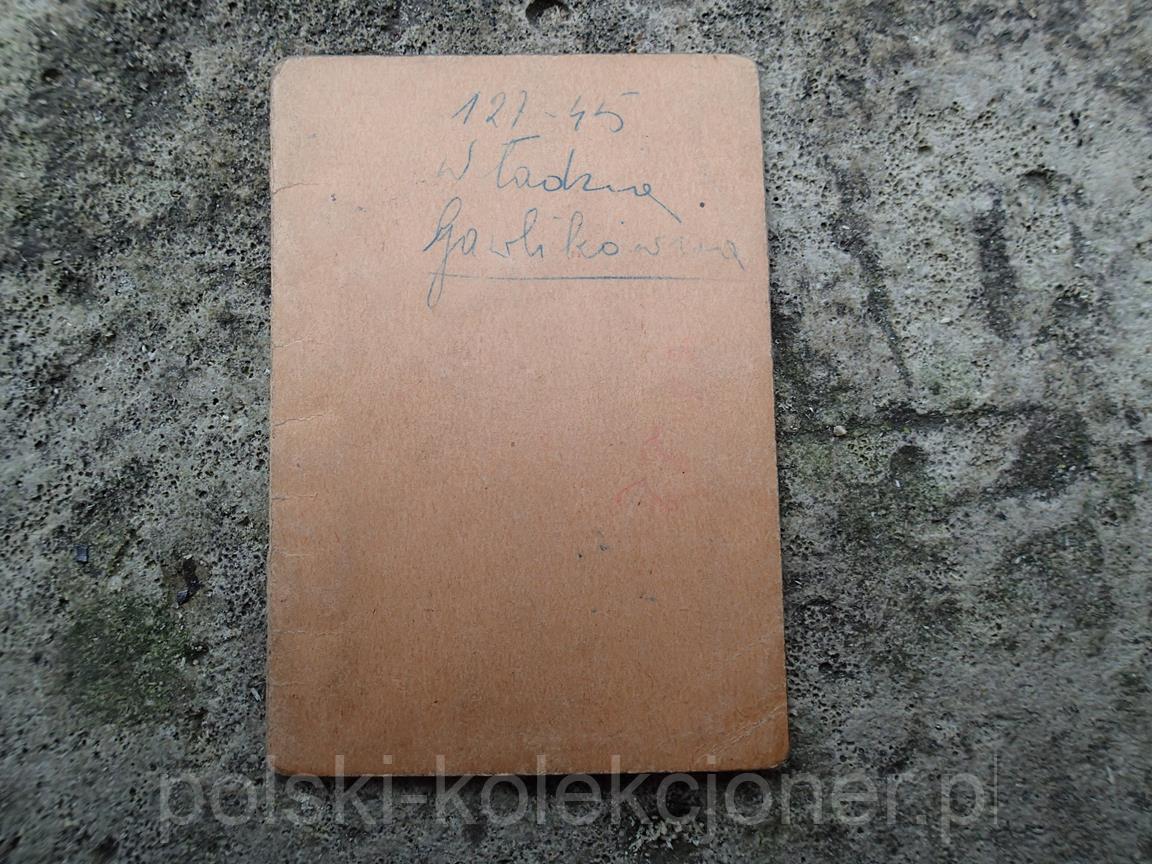 127-45
Władzia
Gawlikówna
polski-kolekcjoner.pl